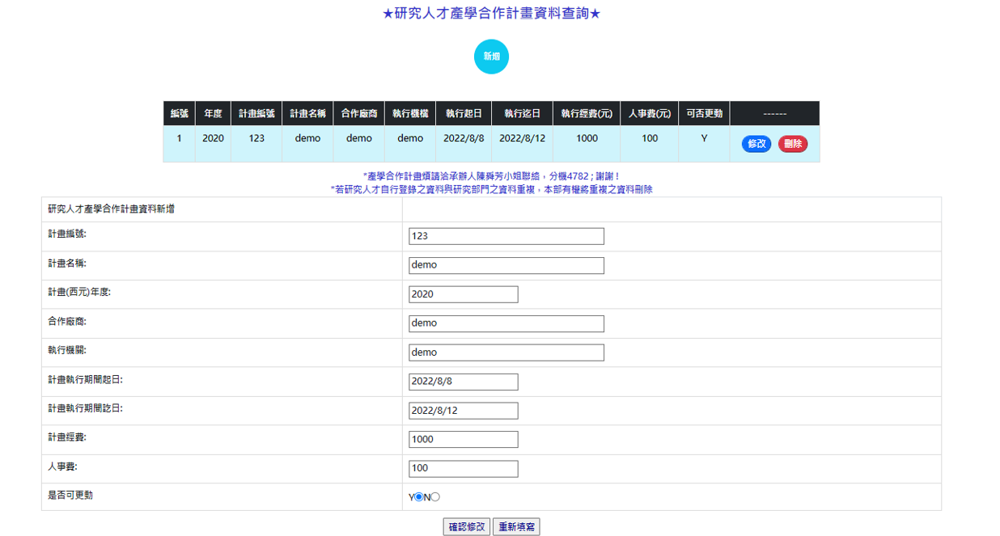 ★研究人才產學合作計畫資料查詢★
新增
編號 年度 計畫編號 計畫名稱 合作廠商 執行機構 執行起日 執行迄日 執行經費(元) 人事費(元) 可否更動 ------
1 2020 123 demo demo demo 2022/8/8 2022/8/12 1000 100 Y 修改 刪除
*產學合作計畫煩請洽承辦人陳舜芳小姐聯絡，分機4782 ; 謝謝 !
*若研究人才自行登錄之資料與研究部門之資料重複，本部有權將重複之資料刪除
研究人才產學合作計畫資料新增
計畫編號: 123
計畫名稱: demo
計畫(西元)年度: 2020
合作廠商: demo
執行機關: demo
計畫執行期間起日: 2022/8/8
計畫執行期間訖日: 2022/8/12
計畫經費: 1000
人事費: 100
是否可更動 Y N
確認修改 重新填寫